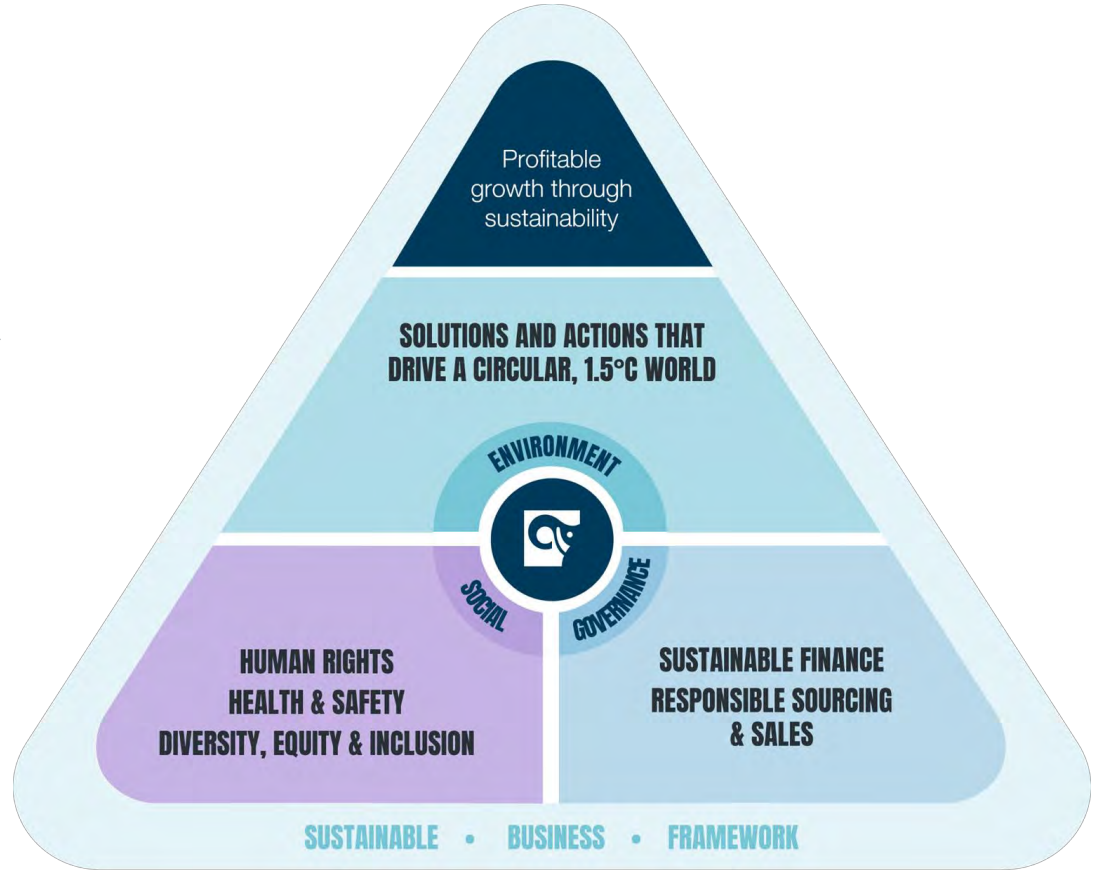 Profitable
growth through
sustainability
SOLUTIONS AND ACTIONS THAT
DRIVE A CIRCULAR, 1.5°C WORLD
ENVIRONMENT
SOCIAL
GOVERNANCE
HUMAN RIGHTS
HEALTH & SAFETY
DIVERSITY, EQUITY & INCLUSION
SUSTAINABLE FINANCE
RESPONSIBLE SOURCING
& SALES
SUSTAINABLE • BUSINESS • FRAMEWORK